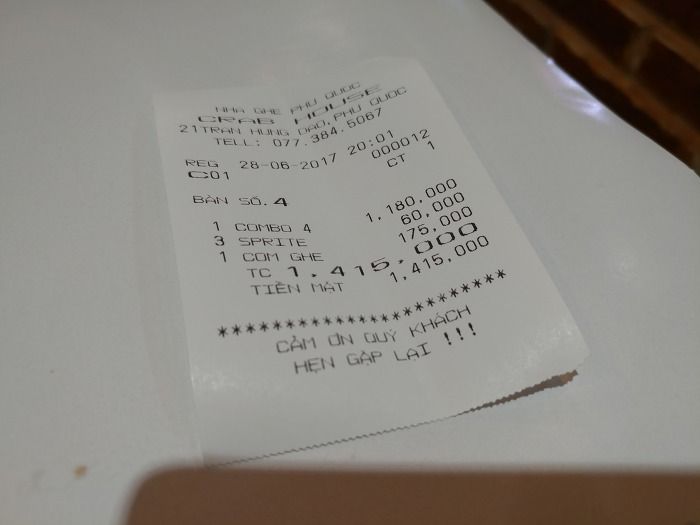 NHA GHE PHU QUOC
CRAB HOUSE
21TRAN HUNG DAO, PHU QUOC
TELL: 077.384.5067
REG 28-06-2017 20:01
C01 000012
CT 1
BÀN SỐ.4
1 COMBO 4 1,180,000
3 SPRITE 60,000
1 COM GHE 175,000
TC 1,415,000
TIỀN MẶT 1,415,000
*************************
CẢM ƠN QUÝ KHÁCH
HẸN GẶP LẠI !!!